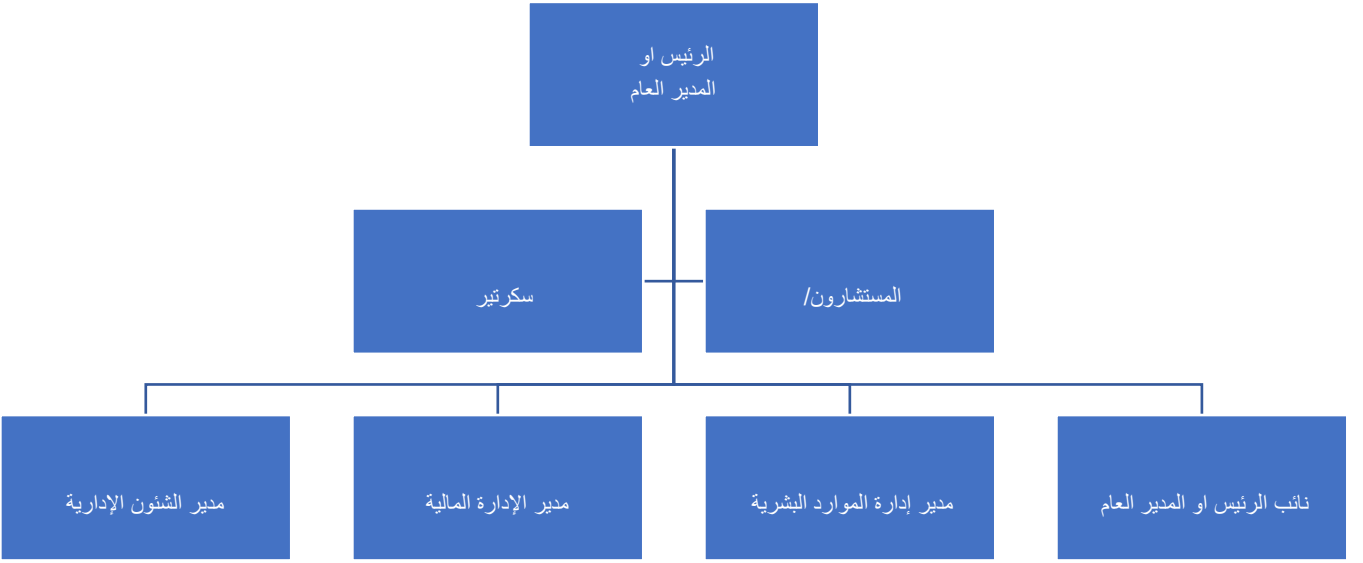 الرئيس او
المدير العام
المستشارون/
سكرتير
نائب الرئيس او المدير العام
مدير إدارة الموارد البشرية
مدير الإدارة المالية
مدير الشئون الإدارية